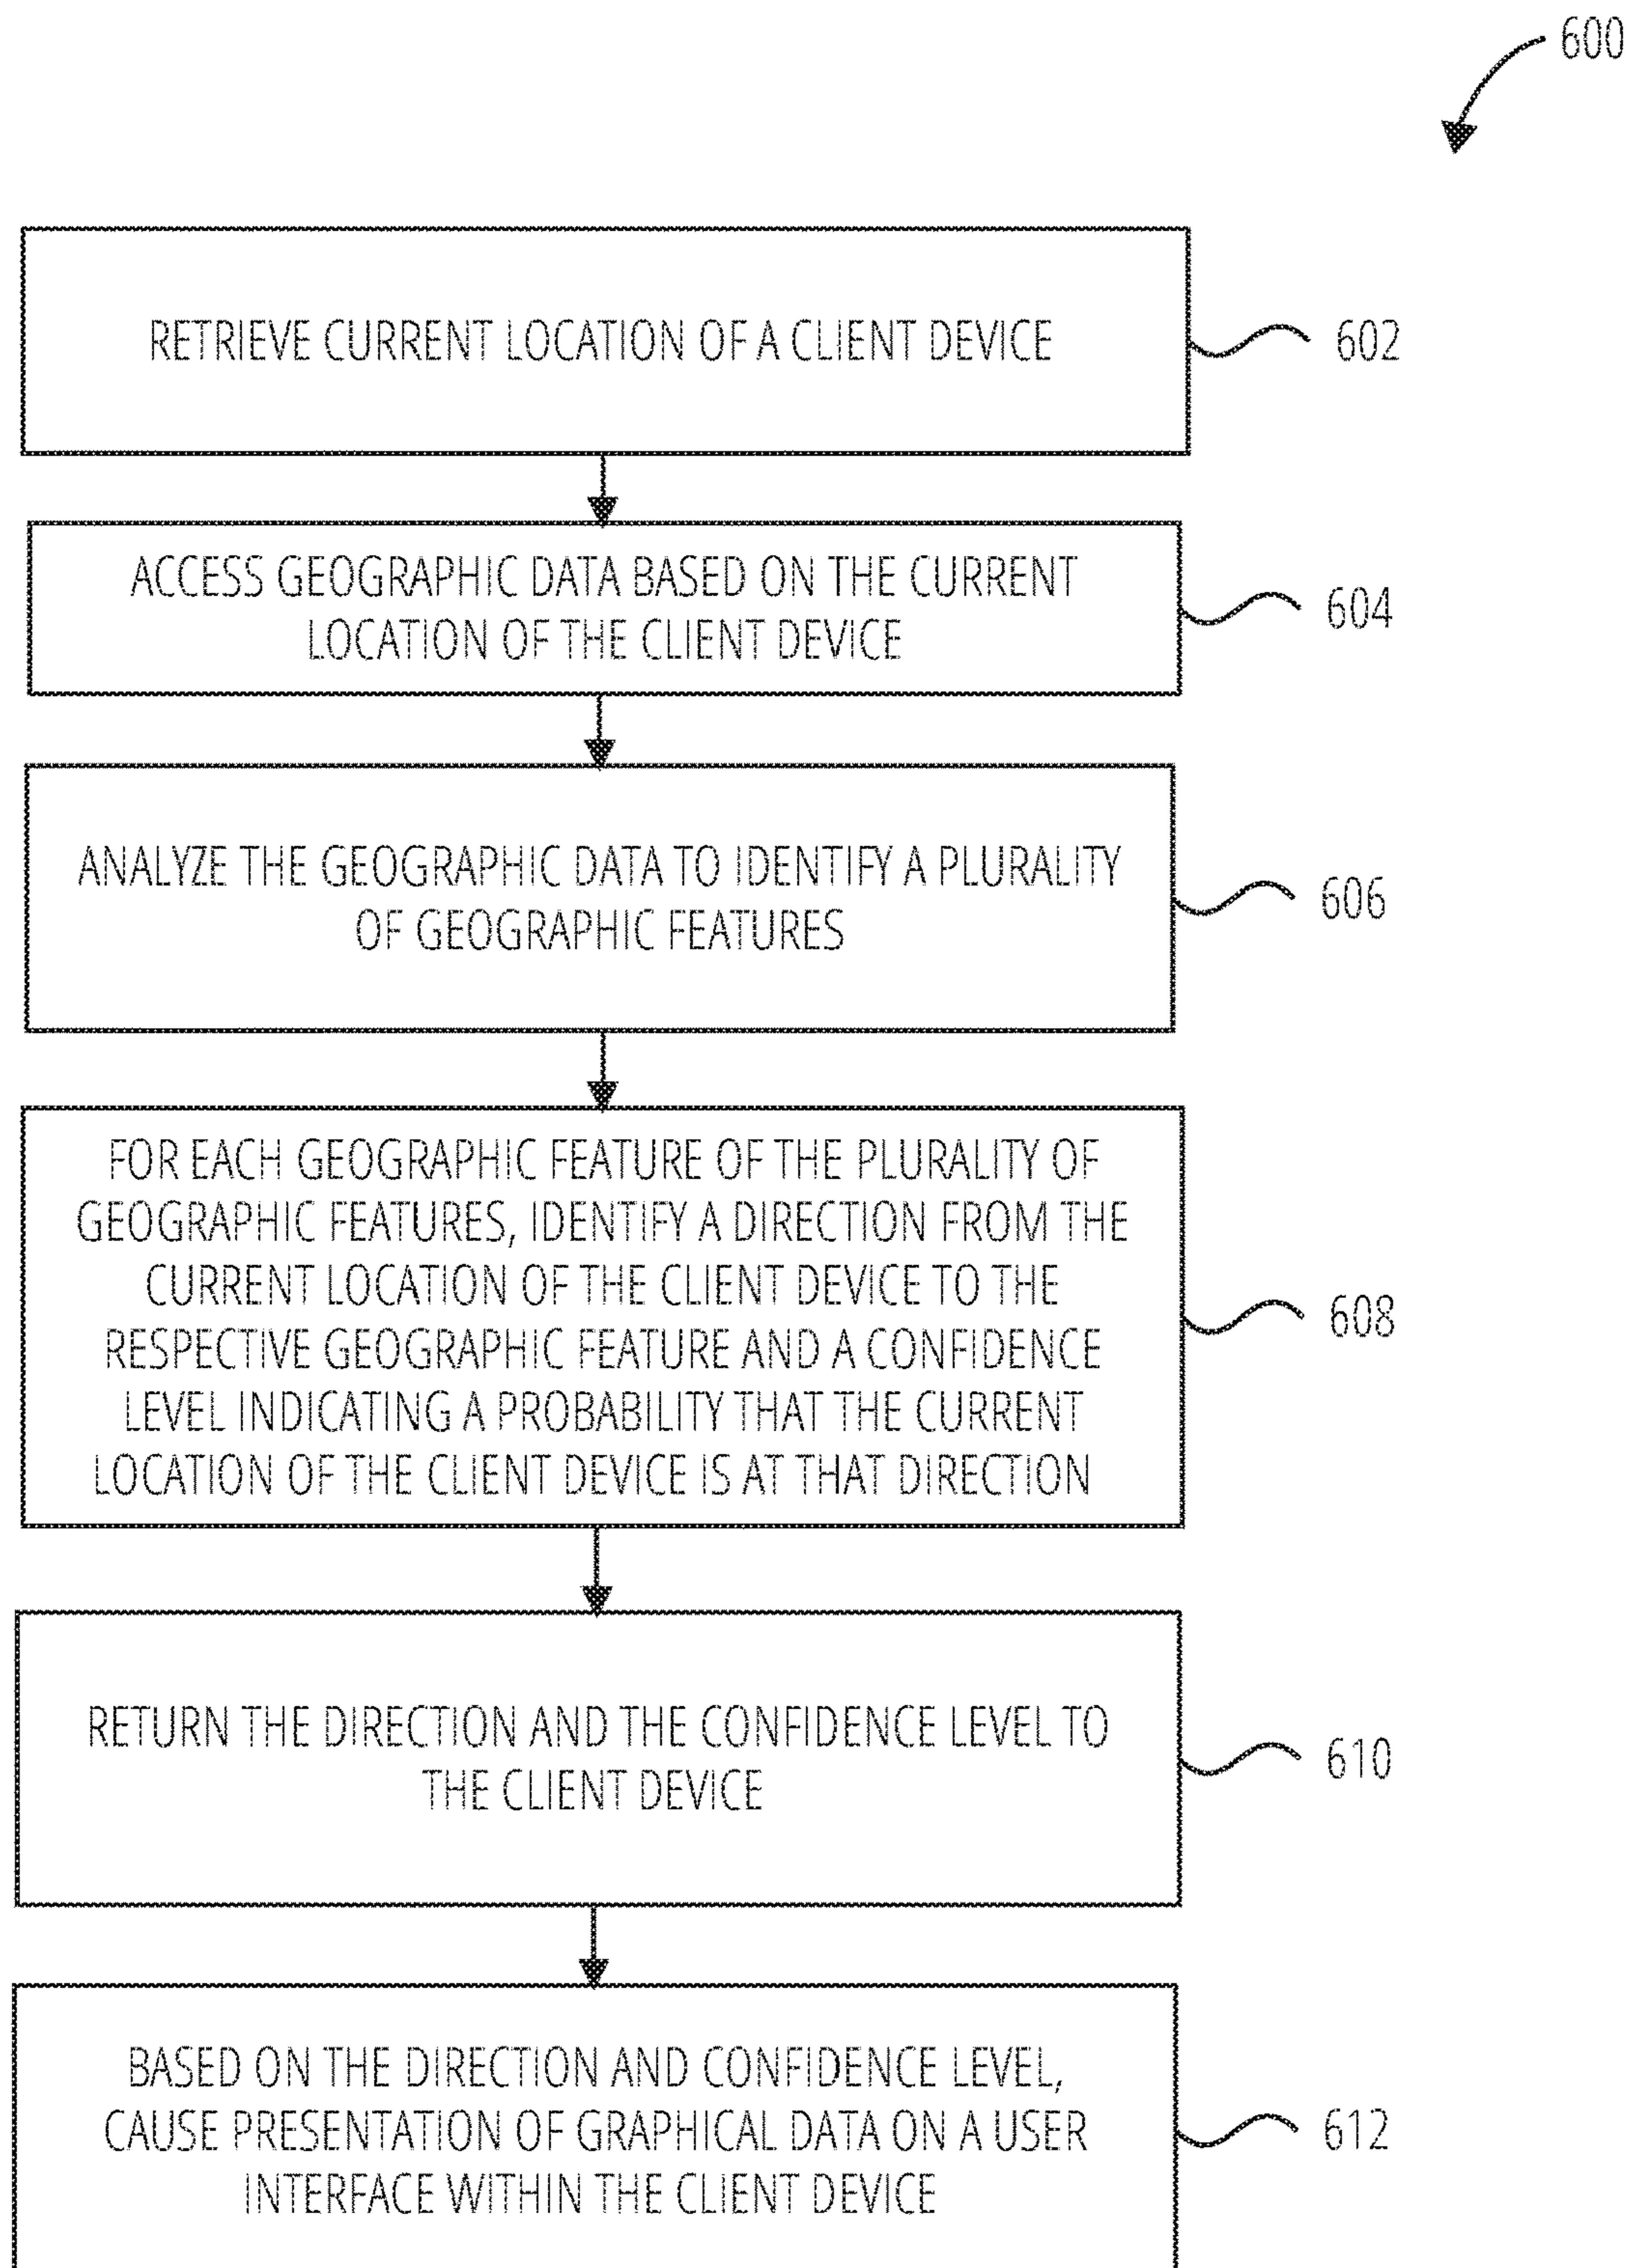 600
RETRIEVE CURRENT LOCATION OF A CLIENT DEVICE
602
ACCESS GEOGRAPHIC DATA BASED ON THE CURRENT
LOCATION OF THE CLIENT DEVICE
604
ANALYZE THE GEOGRAPHIC DATA TO IDENTIFY A PLURALITY
OF GEOGRAPHIC FEATURES
606
FOR EACH GEOGRAPHIC FEATURE OF THE PLURALITY OF
GEOGRAPHIC FEATURES, IDENTIFY A DIRECTION FROM THE
CURRENT LOCATION OF THE CLIENT DEVICE TO THE
RESPECTIVE GEOGRAPHIC FEATURE AND A CONFIDENCE
LEVEL INDICATING A PROBABILITY THAT THE CURRENT
LOCATION OF THE CLIENT DEVICE IS AT THAT DIRECTION
608
RETURN THE DIRECTION AND THE CONFIDENCE LEVEL TO
THE CLIENT DEVICE
610
BASED ON THE DIRECTION AND CONFIDENCE LEVEL,
CAUSE PRESENTATION OF GRAPHICAL DATA ON A USER
INTERFACE WITHIN THE CLIENT DEVICE
612